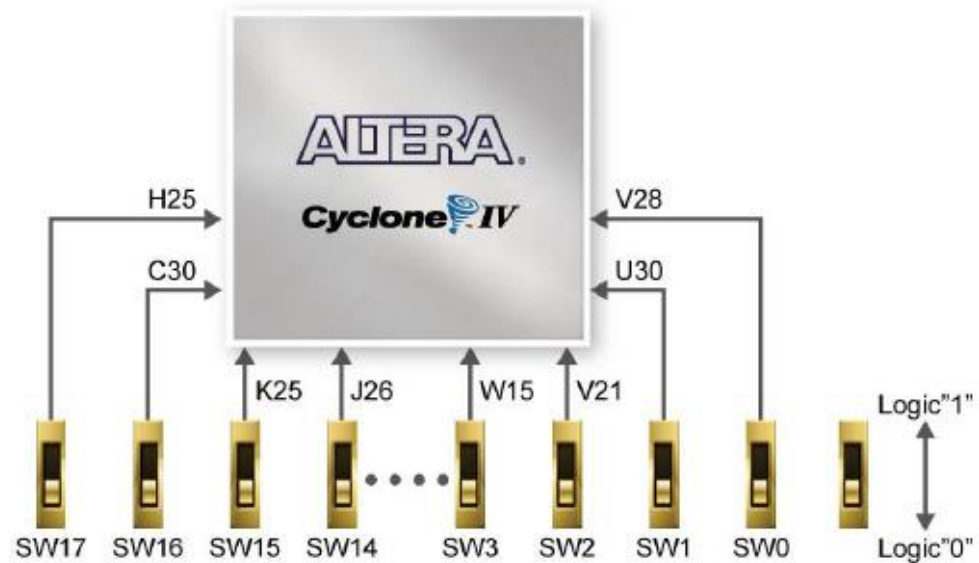 ALTERA.
Cyclone IV
H25
V28
C30
U30
K25
J26
W15
V21
Logic"1"
SW17
SW16
SW15
SW14
SW3
SW2
SW1
SW0
Logic"0"